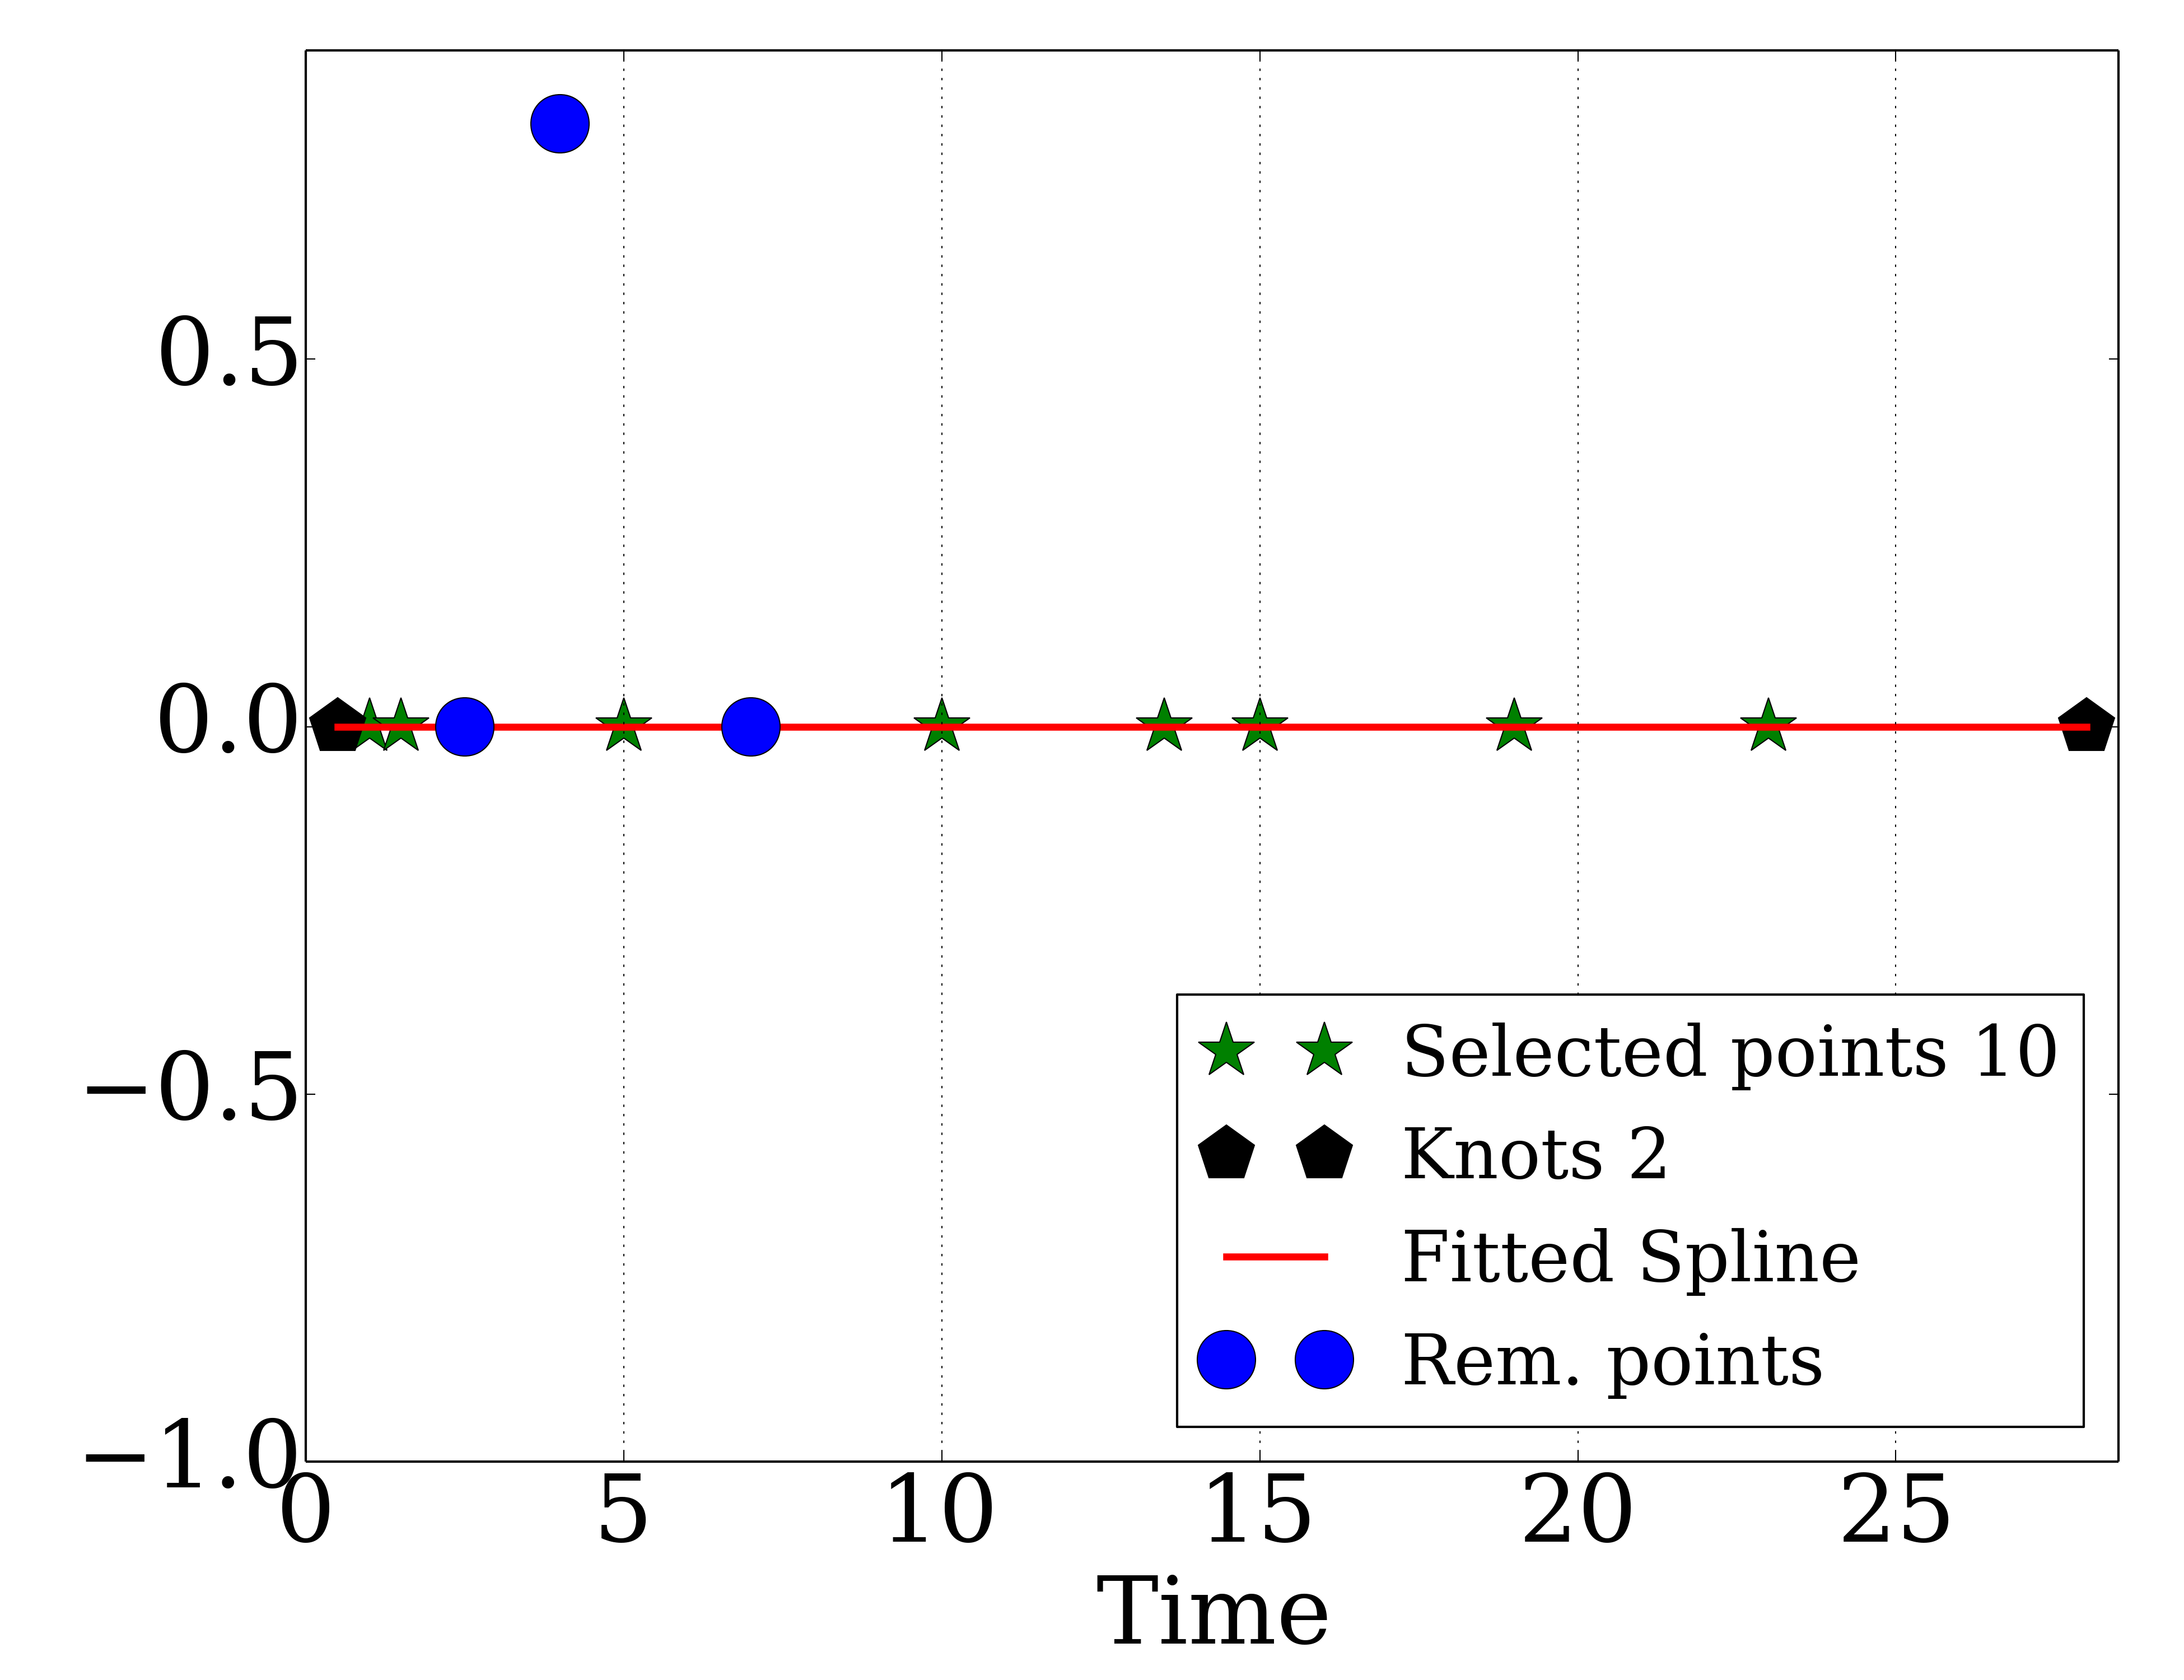 0.5
0.0
−0.5
−1.0
0 5 10 15 20 25
Time
Selected points 10
Knots 2
Fitted Spline
Rem. points